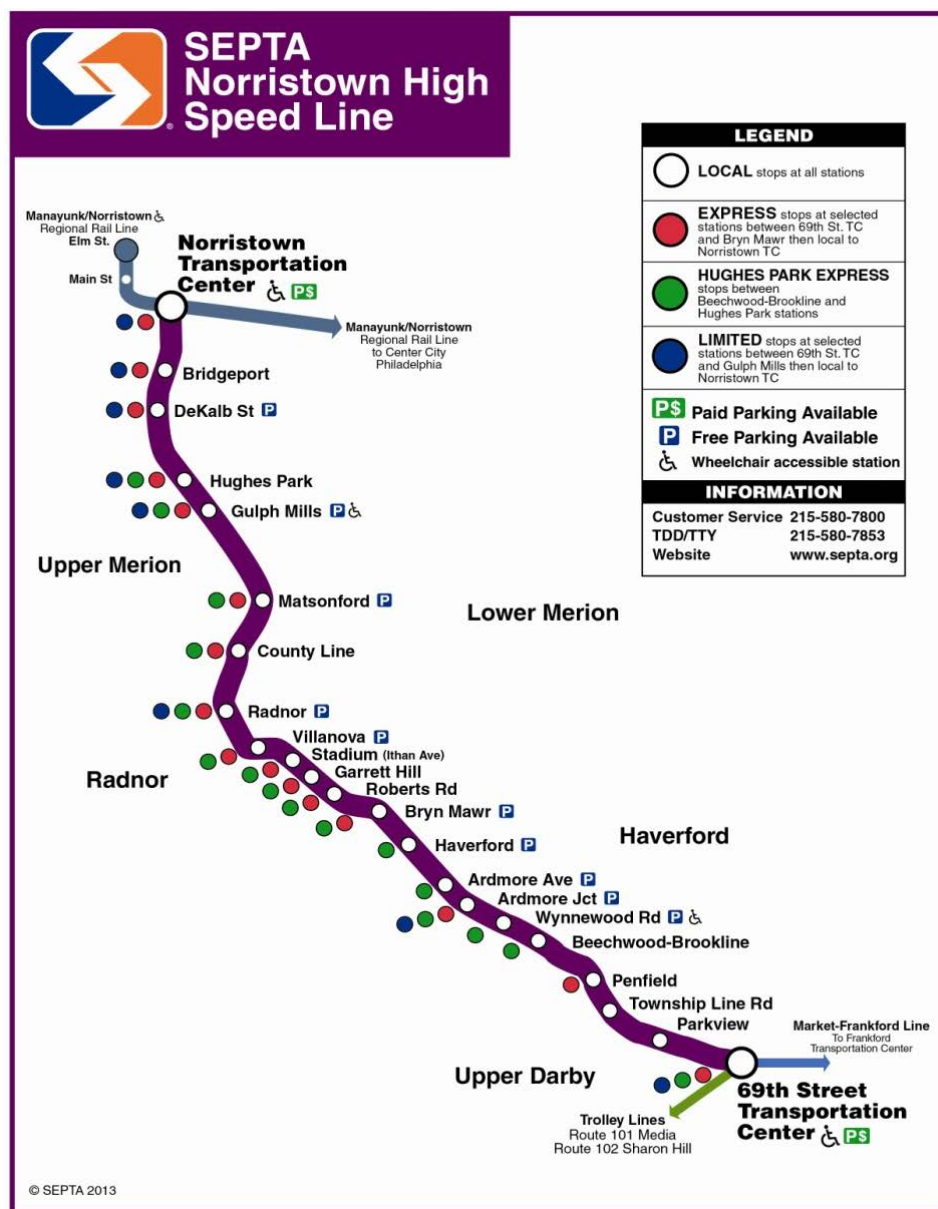 SEPTA
Norristown High
Speed Line
LEGEND
LOCAL stops at all stations
EXPRESS stops at selected
stations between 69th St. TC
and Bryn Mawr then local to
Norristown TC
HUGHES PARK EXPRESS
stops between
Beechwood-Brookline and
Hughes Park stations
LIMITED stops at selected
stations between 69th St. TC
and Gulph Mills then local to
Norristown TC
P$ Paid Parking Available
P Free Parking Available
Wheelchair accessible station
INFORMATION
Customer Service 215-580-7800
TDD/TTY 215-580-7853
Website www.septa.org
Manayunk/Norristown
Regional Rail Line
Elm St.
Main St
Norristown
Transportation
Center P$
Manayunk/Norristown
Regional Rail Line
to Center City
Philadelphia
Bridgeport
DeKalb St P
Hughes Park
Gulph Mills P
Upper Merion
Matsonford P
Lower Merion
County Line
Radnor P
Villanova P
Stadium (Ithan Ave)
Garrett Hill
Radnor
Roberts Rd
Bryn Mawr P
Haverford
Haverford P
Ardmore Ave P
Ardmore Jct P
Wynnewood Rd P
Beechwood-Brookline
Penfield
Township Line Rd
Parkview
Market-Frankford Line
To Frankford
Transportation Center
Upper Darby
69th Street
Transportation
Center P$
Trolley Lines
Route 101 Media
Route 102 Sharon Hill
© SEPTA 2013